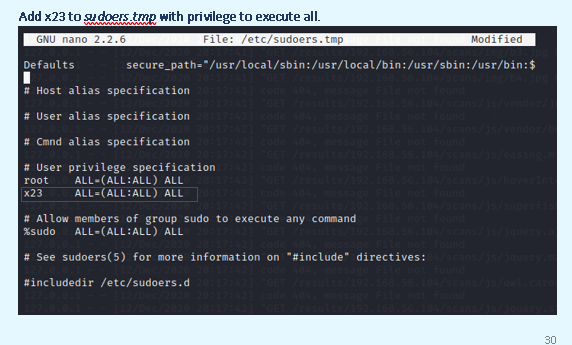 Add x23 to sudoers.tmp with privilege to execute all.
GNU nano 2.2.6 File: /etc/sudoers.tmp Modified
Defaults secure_path="/usr/local/sbin:/usr/local/bin:/usr/sbin:/usr/bin:$
# Host alias specification
# User alias specification
# Cmnd alias specification
# User privilege specification
root ALL=(ALL:ALL) ALL
x23 ALL=(ALL:ALL) ALL
# Allow members of group sudo to execute any command
%sudo ALL=(ALL:ALL) ALL
# See sudoers(5) for more information on "#include" directives:
#includedir /etc/sudoers.d
30